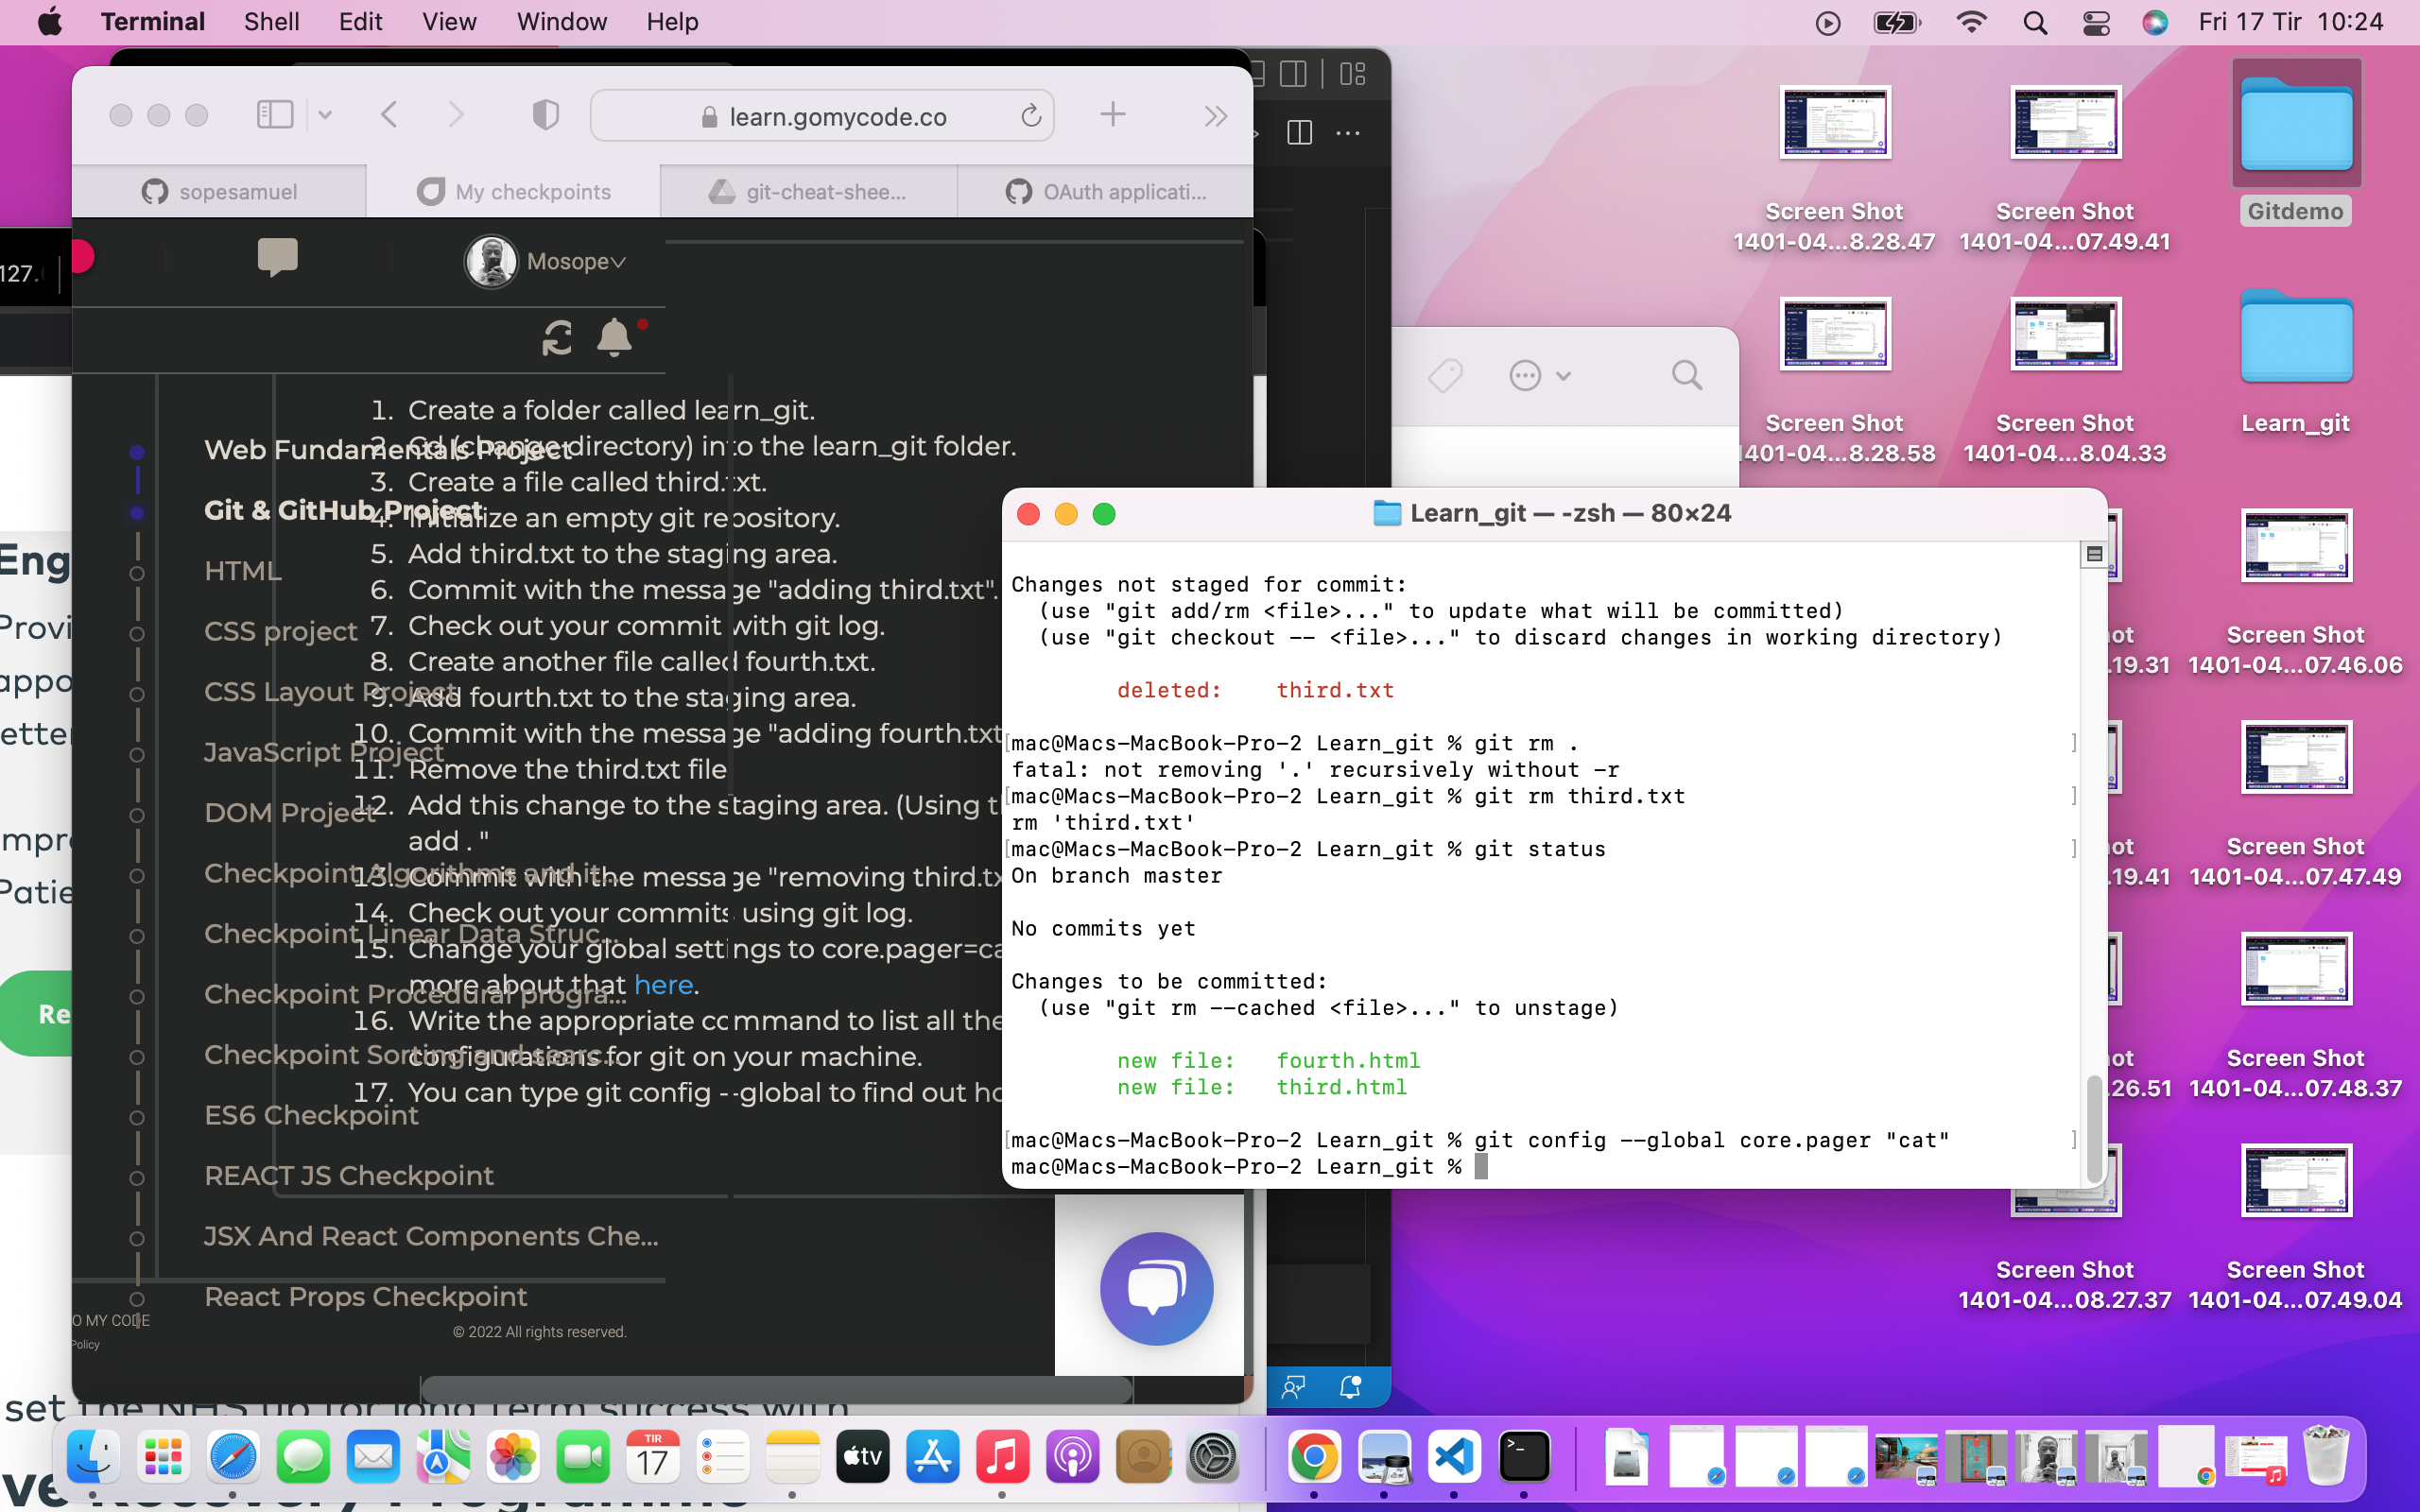 Terminal Shell Edit View Window Help
Fri 17 Tir 10:24
learn.gomycode.co
sopesamuel
My checkpoints
git-cheat-shee...
OAuth applicati...
Mosope
127.
1. Create a folder called learn_git.
2. Cd (change directory) into the learn_git folder.
3. Create a file called third.txt.
4. Initialize an empty git repository.
5. Add third.txt to the staging area.
6. Commit with the message "adding third.txt".
7. Check out your commit with git log.
8. Create another file called fourth.txt.
9. Add fourth.txt to the staging area.
10. Commit with the message "adding fourth.txt
11. Remove the third.txt file
12. Add this change to the staging area. (Using t
add . "
13. Commit with the message "removing third.tx
14. Check out your commits using git log.
15. Change your global settings to core.pager=ca
more about that here.
16. Write the appropriate command to list all the
configurations for git on your machine.
17. You can type git config --global to find out ho
Web Fundamentals Project
Git & GitHub Project
HTML
CSS project
CSS Layout Project
JavaScript Project
DOM Project
Checkpoint Algorithms and it...
Checkpoint Linear Data Struc...
Checkpoint Procedural progra...
Checkpoint Sorting and searc...
ES6 Checkpoint
REACT JS Checkpoint
JSX And React Components Che...
React Props Checkpoint
O MY CODE
Policy
© 2022 All rights reserved.
Eng
Provi
appo
etter
mpro
Patie
Re
set the NHS up for long term success with
ve Recovery Programme
Learn_git — -zsh — 80×24
Changes not staged for commit:
(use "git add/rm <file>..." to update what will be committed)
(use "git checkout -- <file>..." to discard changes in working directory)
deleted: third.txt
mac@Macs-MacBook-Pro-2 Learn_git % git rm .
fatal: not removing '.' recursively without -r
mac@Macs-MacBook-Pro-2 Learn_git % git rm third.txt
rm 'third.txt'
mac@Macs-MacBook-Pro-2 Learn_git % git status
On branch master
No commits yet
Changes to be committed:
(use "git rm --cached <file>..." to unstage)
new file: fourth.html
new file: third.html
mac@Macs-MacBook-Pro-2 Learn_git % git config --global core.pager "cat"
mac@Macs-MacBook-Pro-2 Learn_git %
Screen Shot
1401-04...8.28.47
Screen Shot
1401-04...07.49.41
Gitdemo
Screen Shot
1401-04...8.28.58
Screen Shot
1401-04...8.04.33
Learn_git
ot
.19.31
Screen Shot
1401-04...07.46.06
ot
.19.41
Screen Shot
1401-04...07.47.49
ot
.26.51
Screen Shot
1401-04...07.48.37
Screen Shot
1401-04...08.27.37
Screen Shot
1401-04...07.49.04
TIR
17
tv